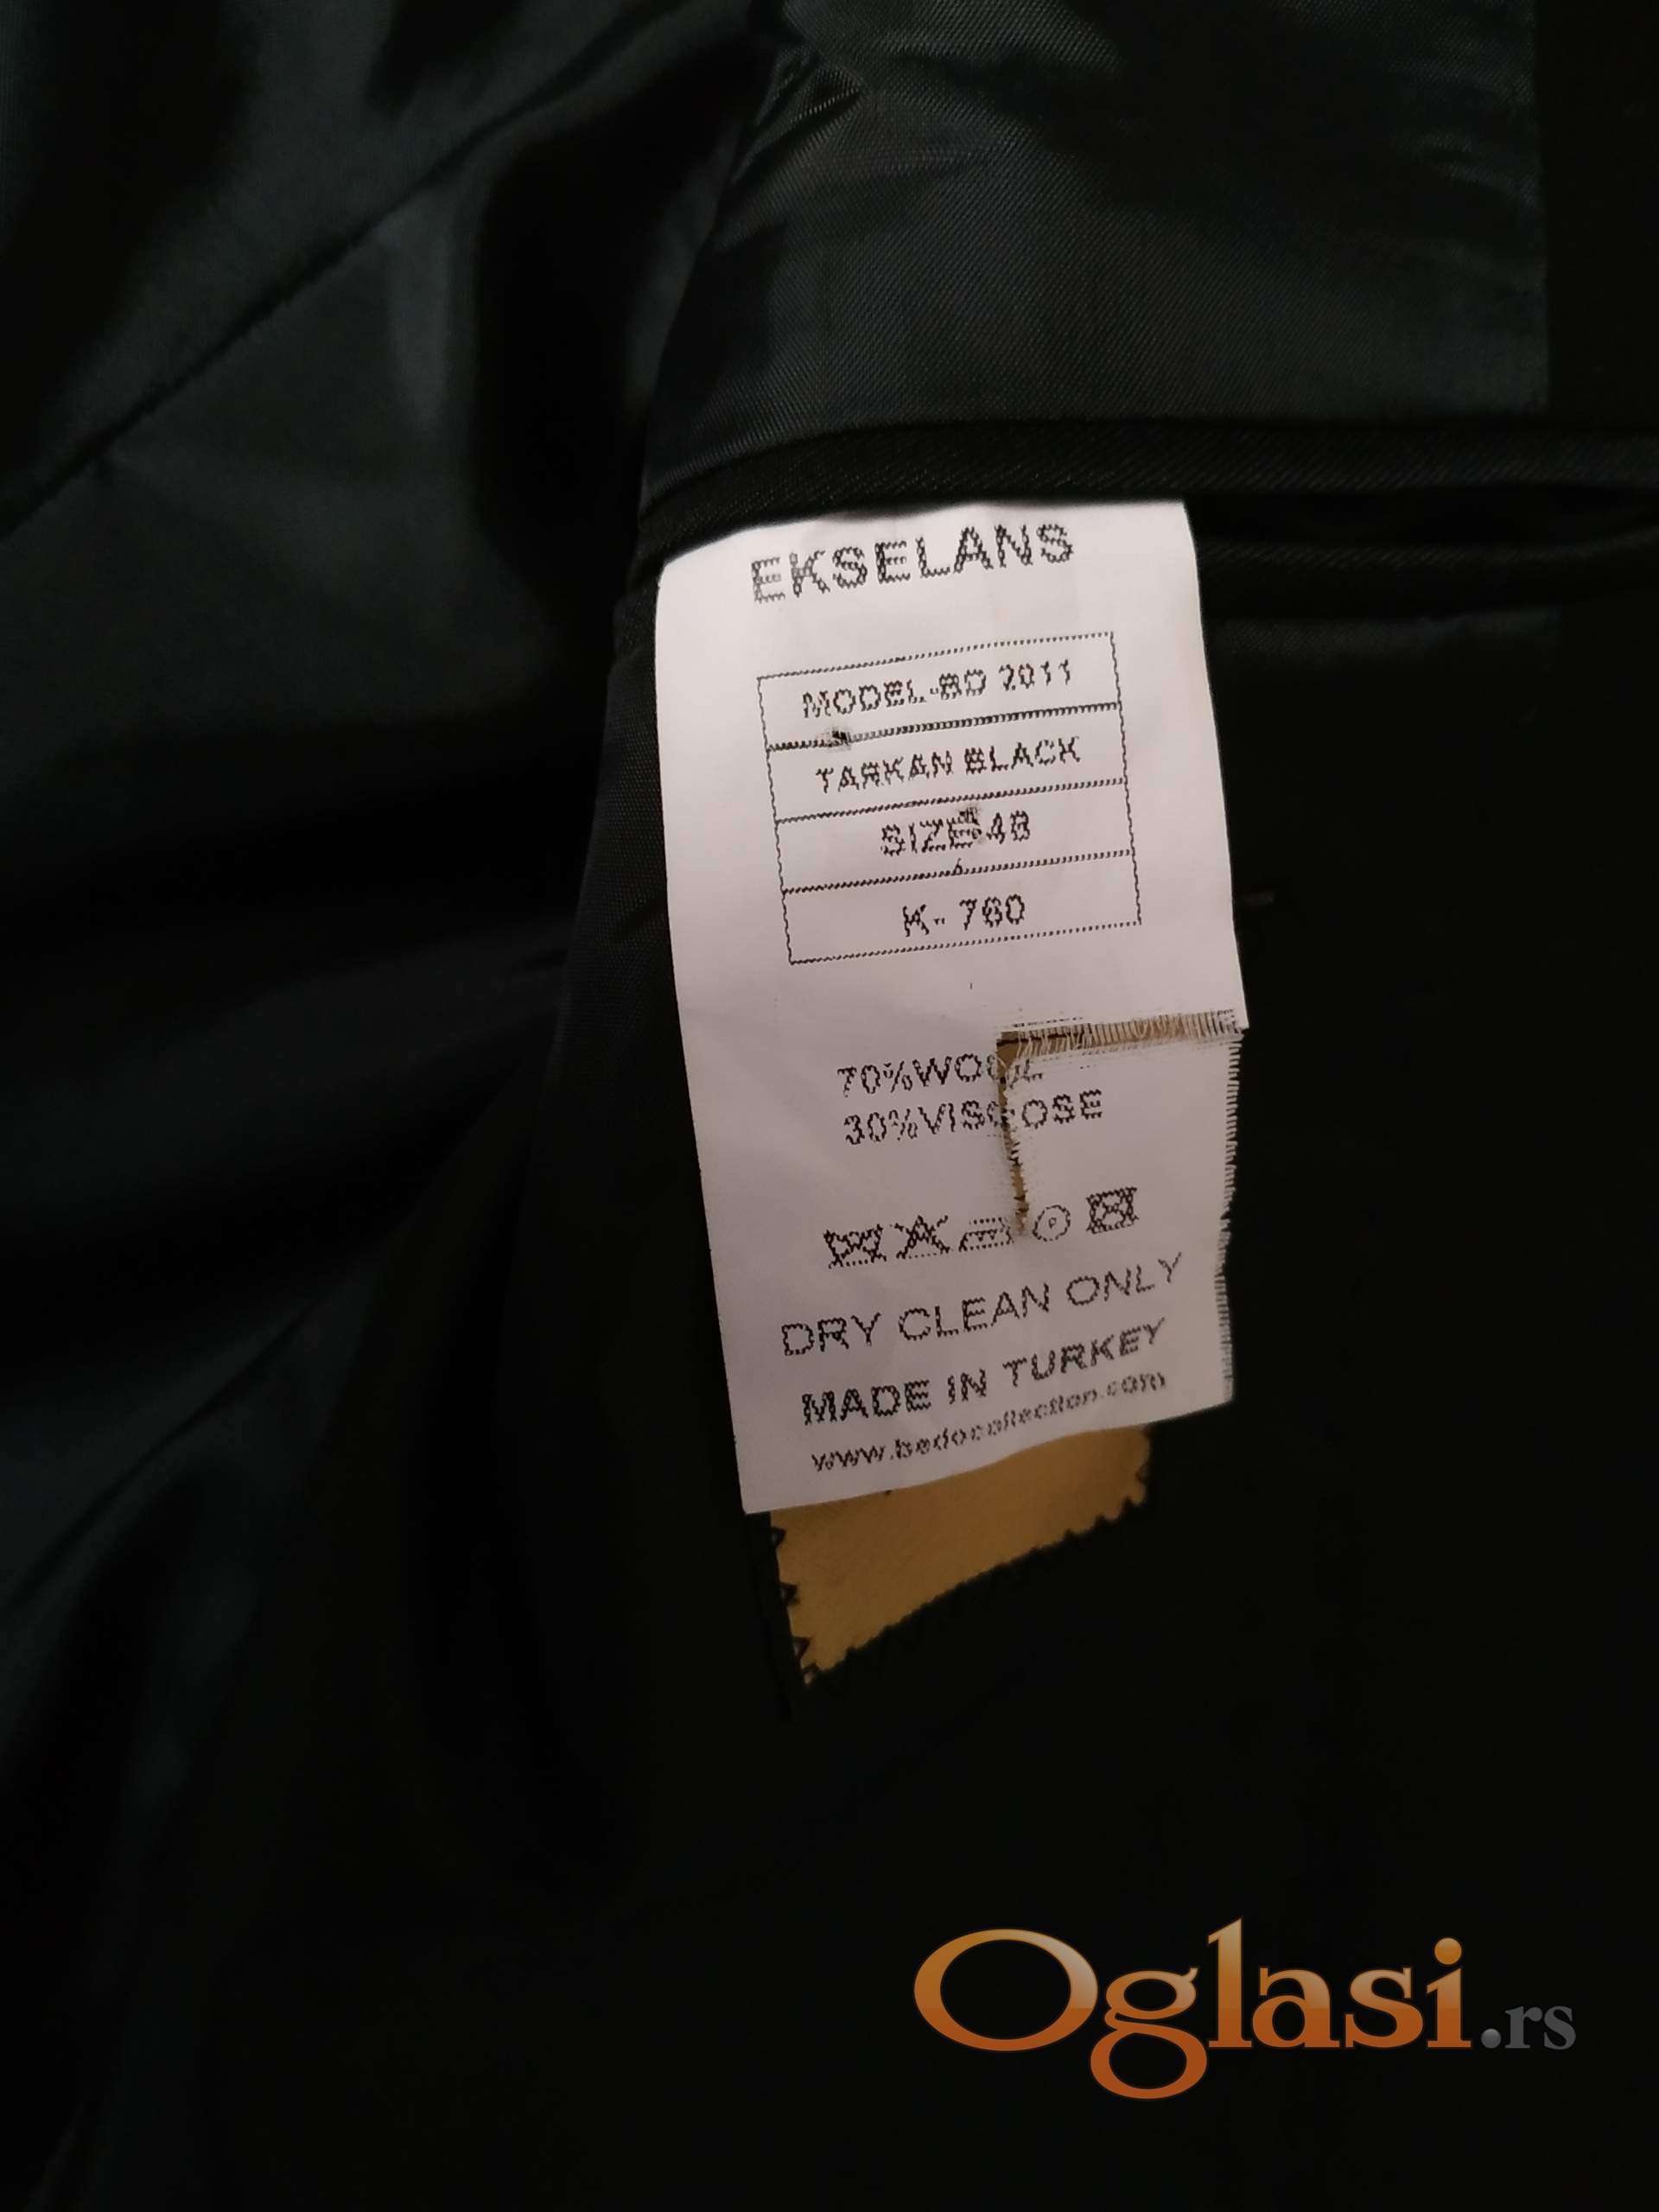 EKSELANS
MODEL-BD 2011
TARKAN BLACK
SIZE-48
K- 760
70%WOOL
30%VISCOSE
DRY CLEAN ONLY
MADE IN TURKEY
www.bedocollection.com
Oglasi.rs